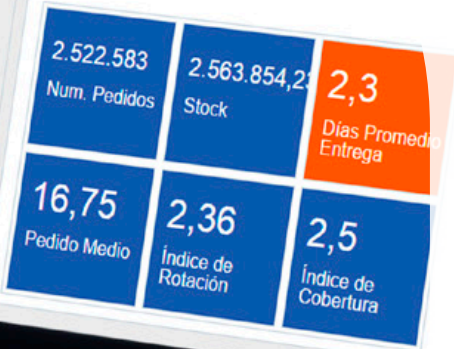 2.522.583
Num. Pedidos
2.563.854,23
Stock
2,3
Días Promedio
Entrega
16,75
Pedido Medio
2,36
Índice de
Rotación
2,5
Índice de
Cobertura